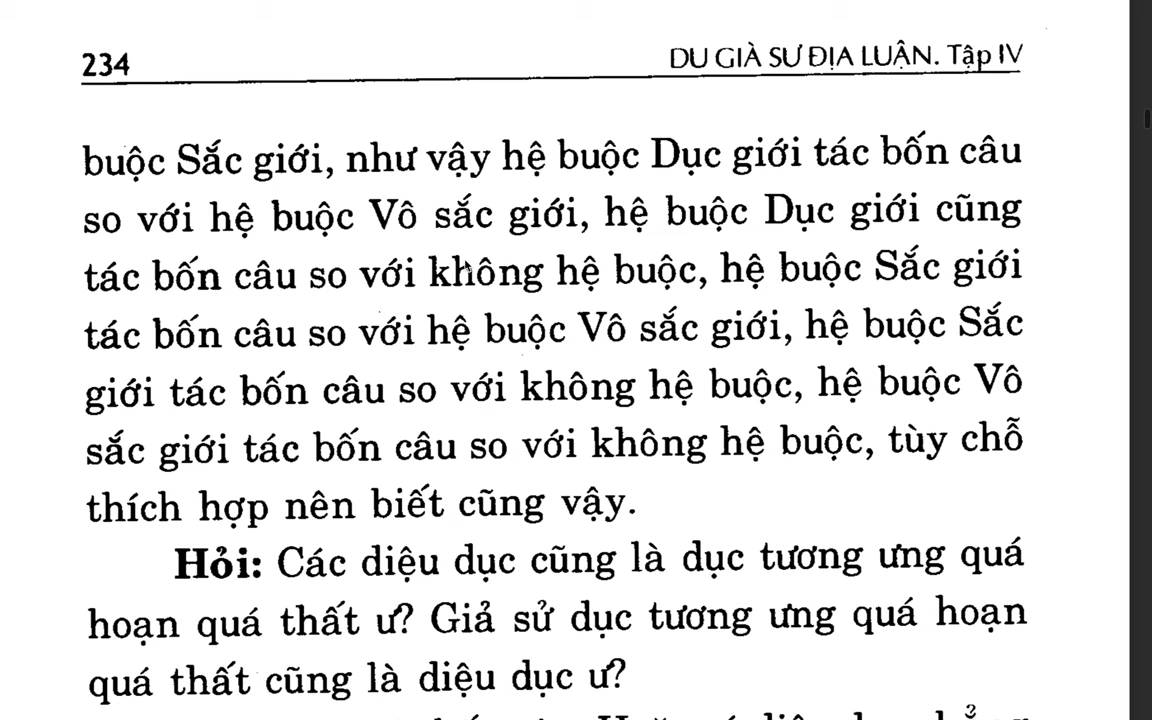 234
DU GIÀ SƯ ĐỊA LUẬN. Tập IV
buộc Sắc giới, như vậy hệ buộc Dục giới tác bốn câu
so với hệ buộc Vô sắc giới, hệ buộc Dục giới cũng
tác bốn câu so với không hệ buộc, hệ buộc Sắc giới
tác bốn câu so với hệ buộc Vô sắc giới, hệ buộc Sắc
giới tác bốn câu so với không hệ buộc, hệ buộc Vô
sắc giới tác bốn câu so với không hệ buộc, tùy chỗ
thích hợp nên biết cũng vậy.
Hỏi: Các diệu dục cũng là dục tương ưng quá
hoạn quá thất ư? Giả sử dục tương ưng quá hoạn
quá thất cũng là diệu dục ư?